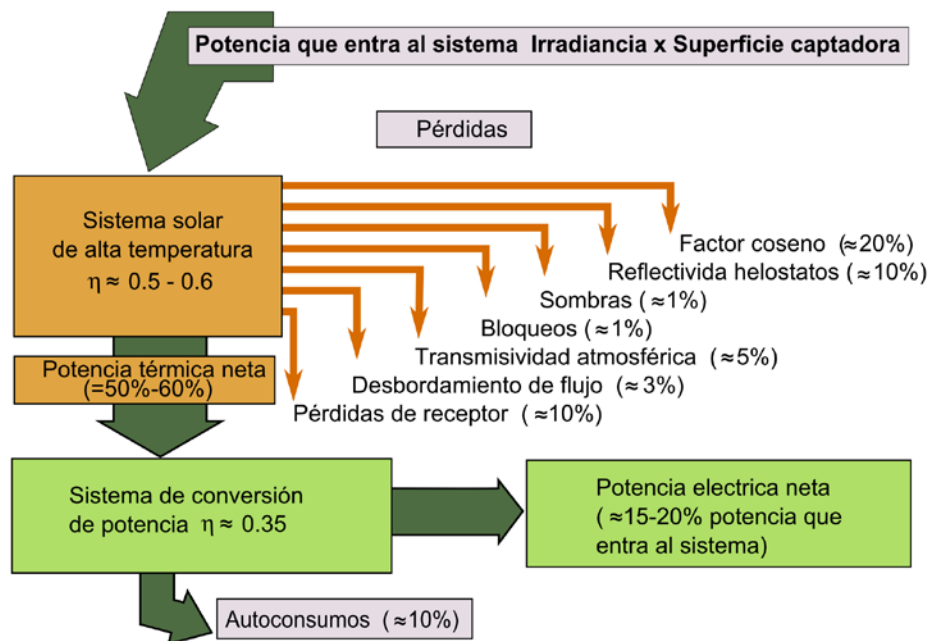 Potencia que entra al sistema Irradiancia x Superficie captadora
Pérdidas
Sistema solar
de alta temperatura
η ≈ 0.5 - 0.6
Factor coseno (≈20%)
Reflectivida helostatos (≈10%)
Sombras (≈1%)
Bloqueos (≈1%)
Transmisividad atmosférica (≈5%)
Desbordamiento de flujo (≈ 3%)
Pérdidas de receptor (≈10%)
Potencia térmica neta
(=50%-60%)
Sistema de conversión
de potencia η ≈ 0.35
Potencia electrica neta
( ≈15-20% potencia que
entra al sistema)
Autoconsumos ( ≈10%)